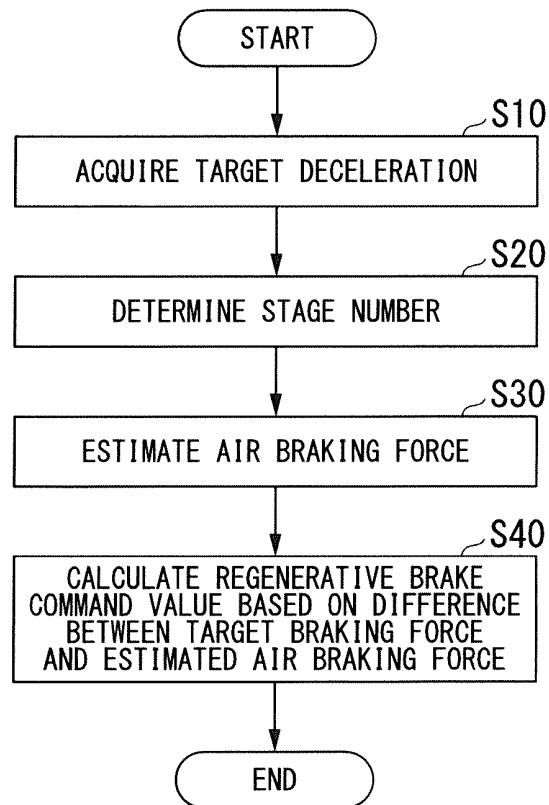 START
S10
ACQUIRE TARGET DECELERATION
S20
DETERMINE STAGE NUMBER
S30
ESTIMATE AIR BRAKING FORCE
S40
CALCULATE REGENERATIVE BRAKE
COMMAND VALUE BASED ON DIFFERENCE
BETWEEN TARGET BRAKING FORCE
AND ESTIMATED AIR BRAKING FORCE
END